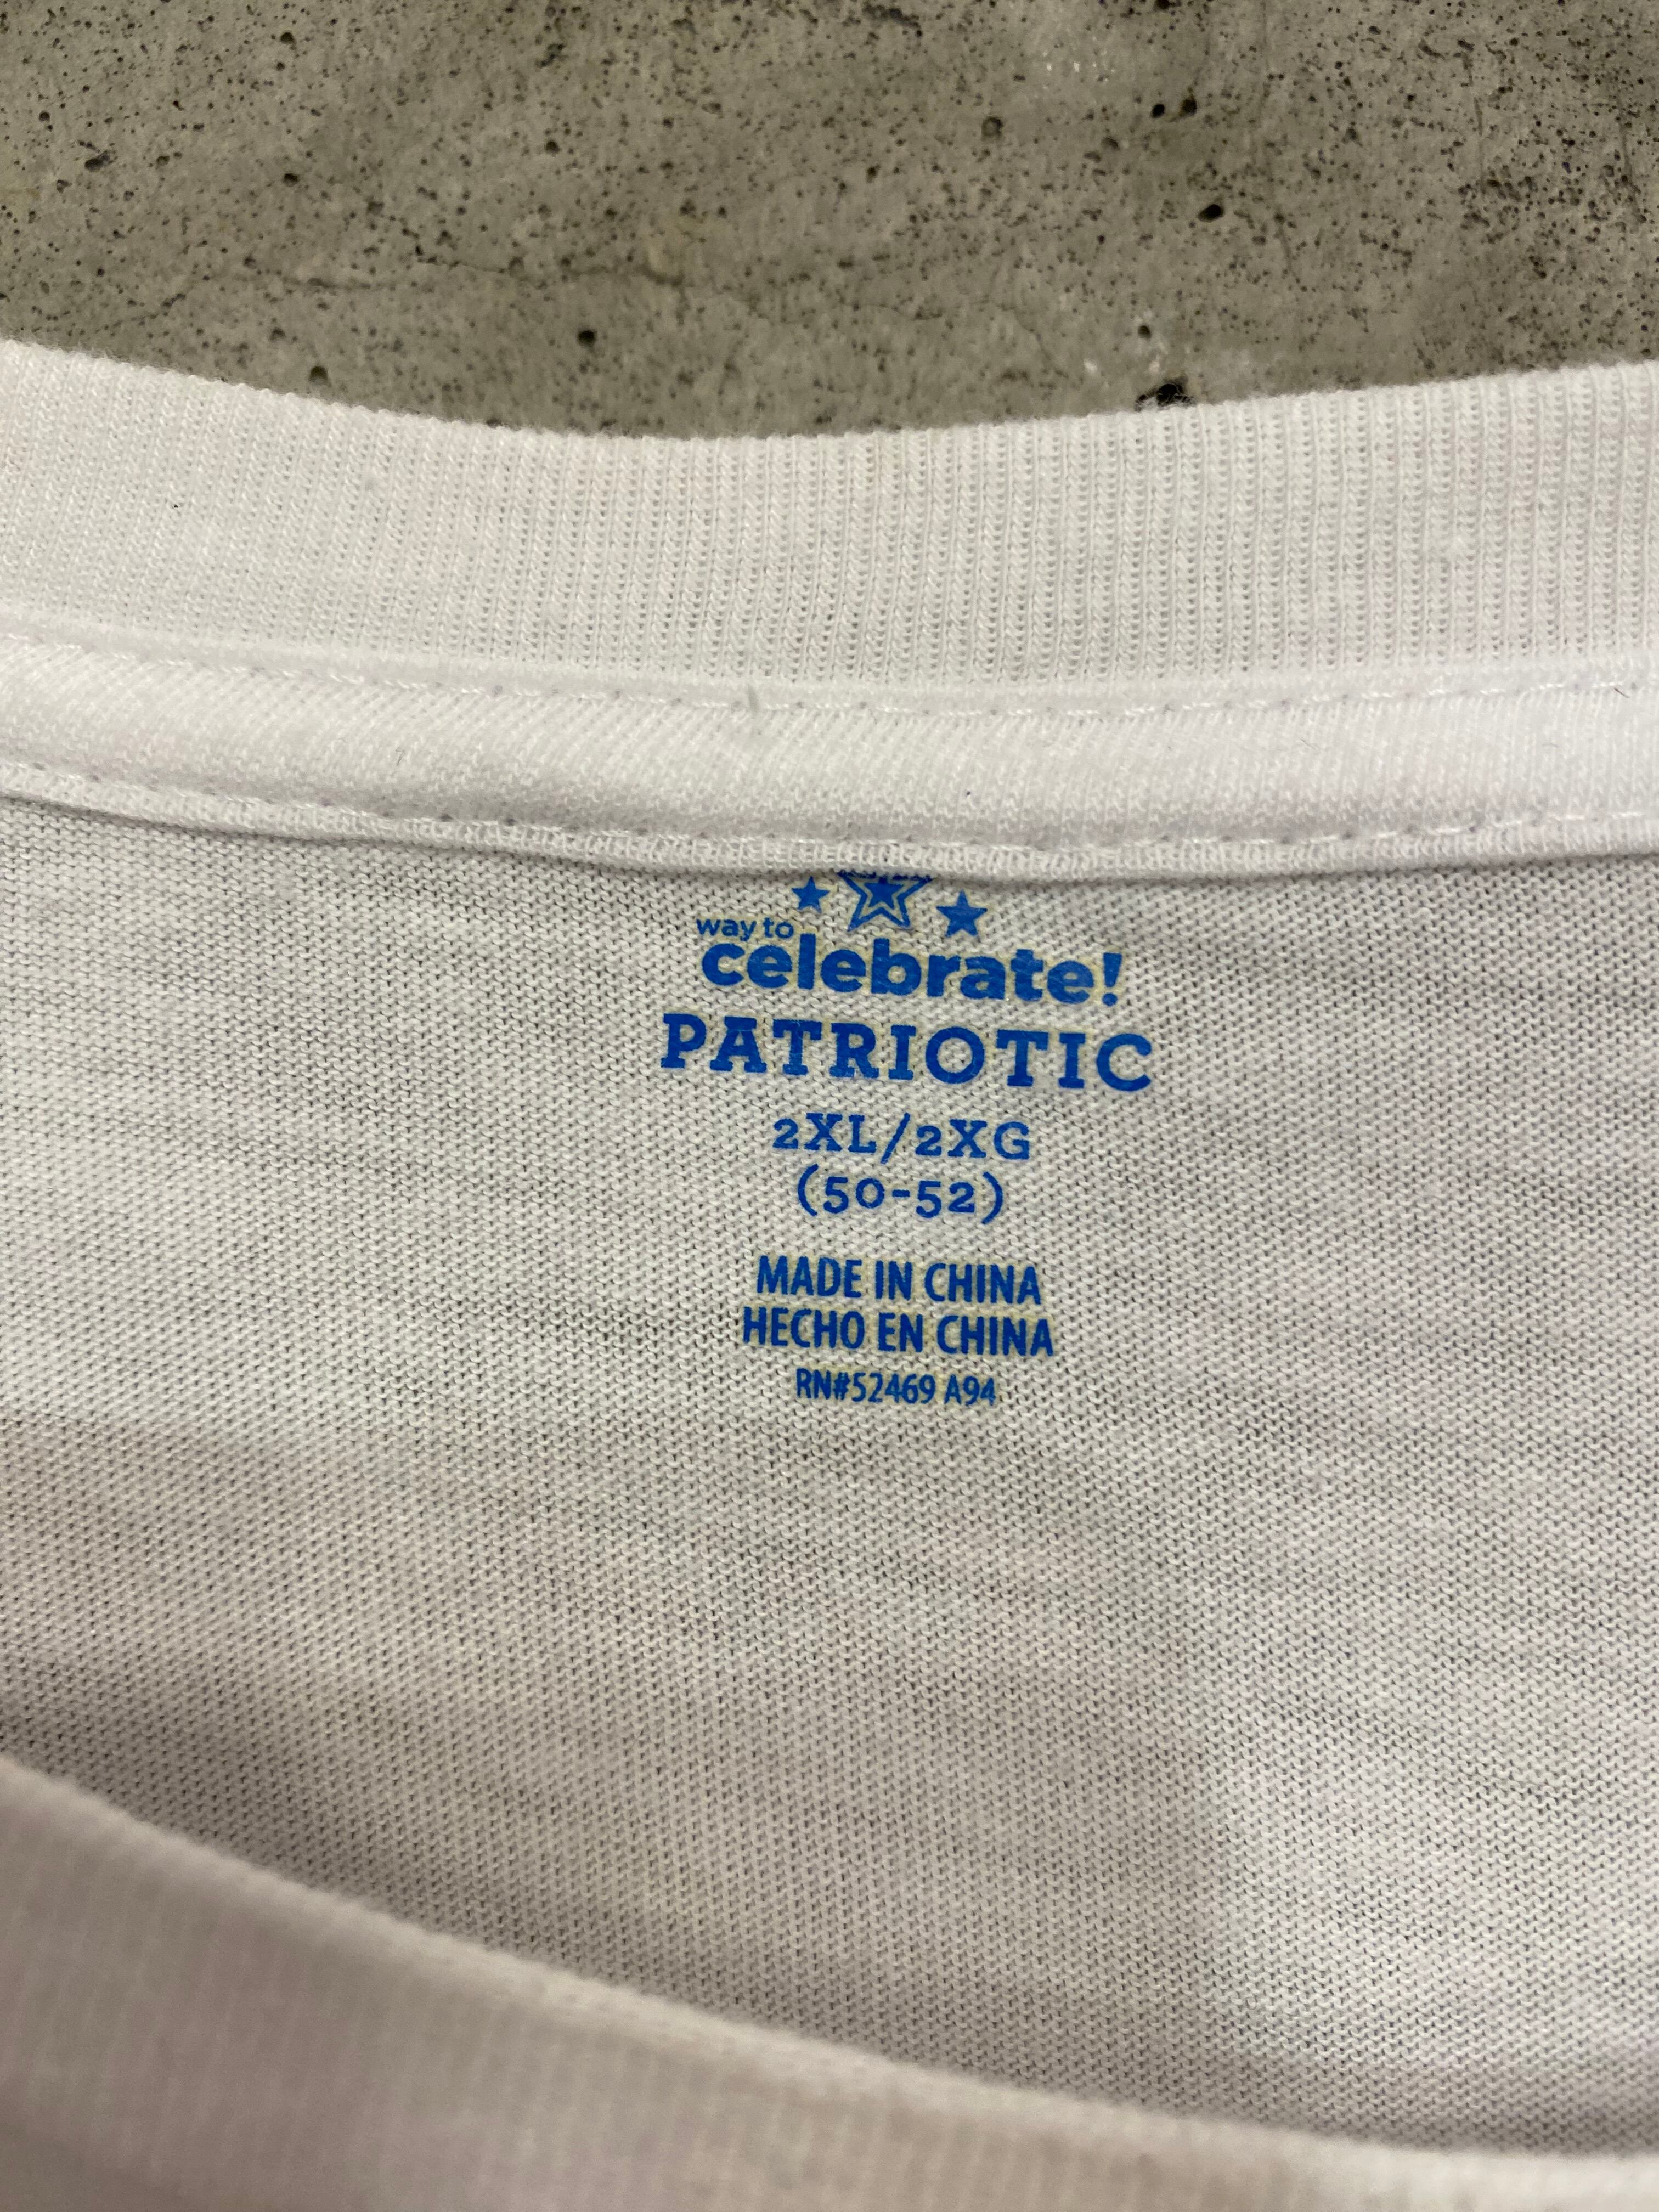 way to
celebrate!
PATRIOTIC
2XL/2XG
(50-52)
MADE IN CHINA
HECHO EN CHINA
RN#52469 A94